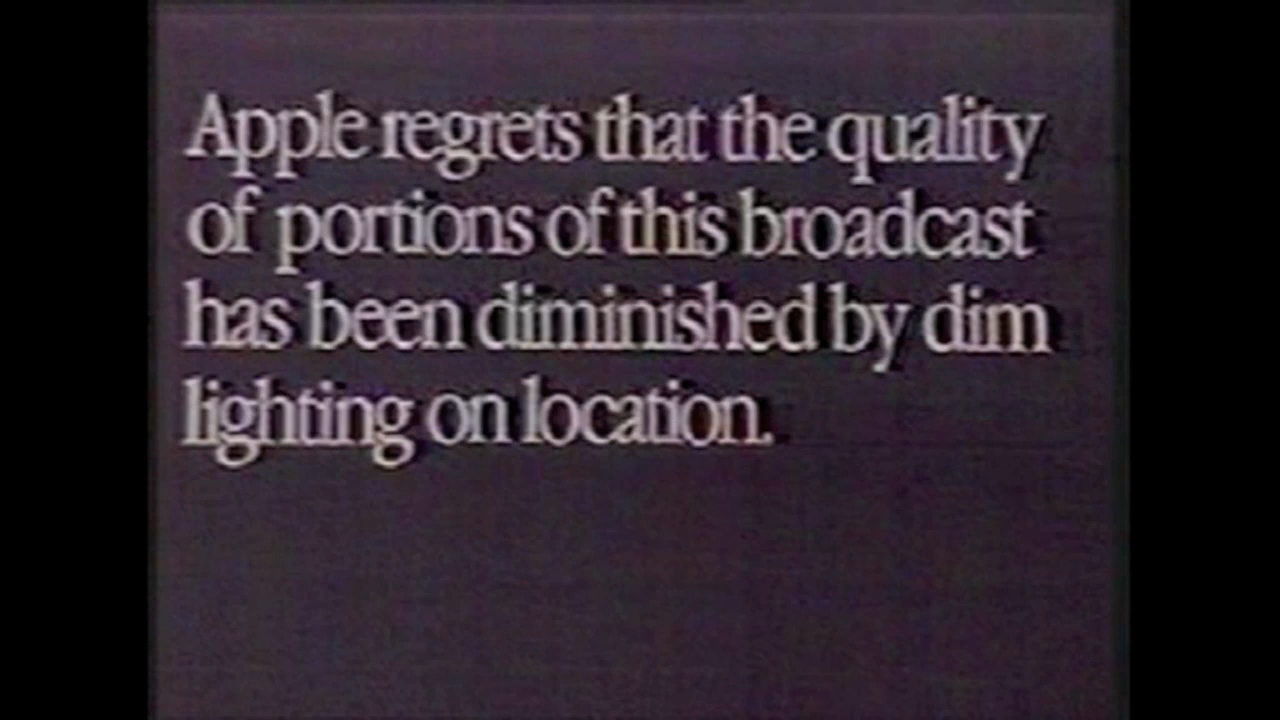 Apple regrets that the quality
of portions of this broadcast
has been diminished by dim
lighting on location.